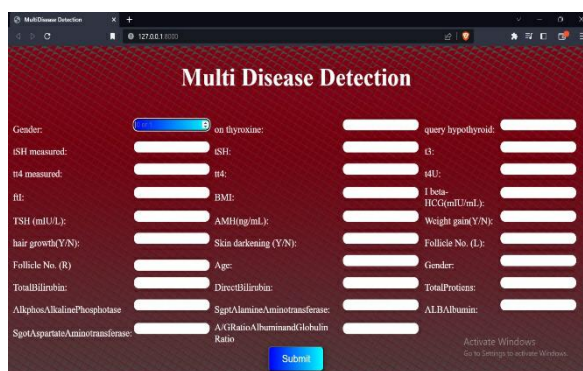 MultiDisease Detection
127.0.0.1:8000
Multi Disease Detection
Gender: on thyroxine: query hypothyroid:
tSH measured: tSH: t3:
tt4 measured: tt4: t4U:
ftI: BMI: I beta-HCG(mIU/mL):
TSH (mIU/L): AMH(ng/mL): Weight gain(Y/N):
hair growth(Y/N): Skin darkening (Y/N): Follicle No. (L):
Follicle No. (R) Age: Gender:
TotalBilirubin: DirectBilirubin: TotalProtiens:
AlkphosAlkalinePhosphotase SgptAlamineAminotransferase: ALBAlbumin:
SgotAspartateAminotransferase: A/GRatioAlbuminandGlobulin Ratio
Activate Windows
Go to Settings to activate Windows.
Submit